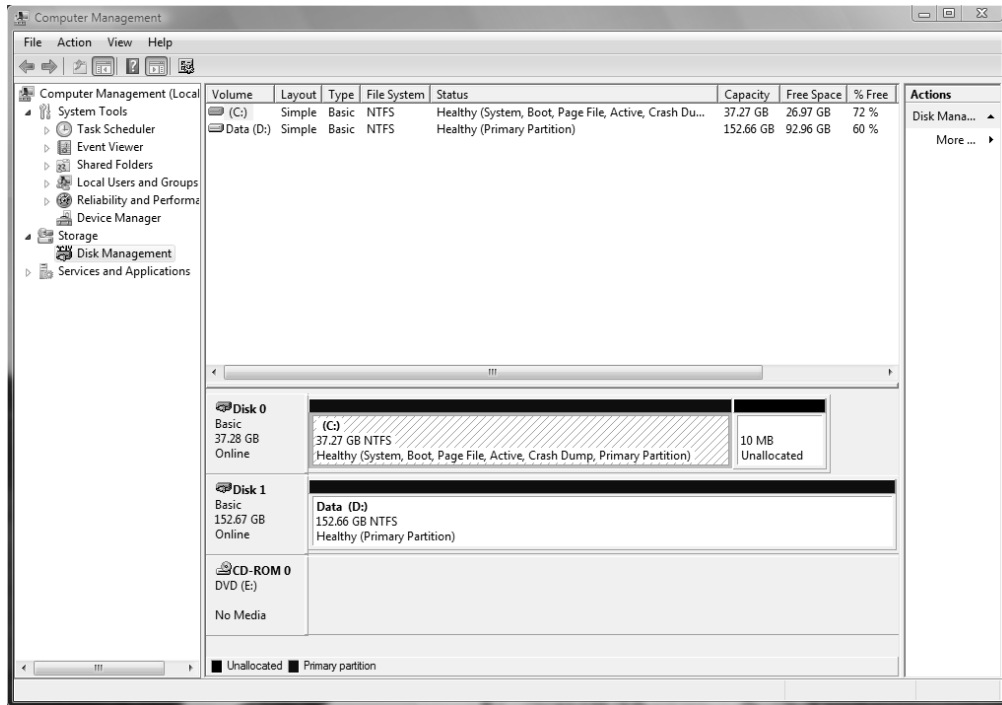 Computer Management
File Action View Help
Computer Management (Local
System Tools
Task Scheduler
Event Viewer
Shared Folders
Local Users and Groups
Reliability and Performa
Device Manager
Storage
Disk Management
Services and Applications
Volume Layout Type File System Status Capacity Free Space % Free
(C:) Simple Basic NTFS Healthy (System, Boot, Page File, Active, Crash Du... 37.27 GB 26.97 GB 72 %
Data (D:) Simple Basic NTFS Healthy (Primary Partition) 152.66 GB 92.96 GB 60 %
Actions
Disk Mana...
More ...
Disk 0
Basic
37.28 GB
Online
(C:)
37.27 GB NTFS
Healthy (System, Boot, Page File, Active, Crash Dump, Primary Partition)
10 MB
Unallocated
Disk 1
Basic
152.67 GB
Online
Data (D:)
152.66 GB NTFS
Healthy (Primary Partition)
CD-ROM 0
DVD (E:)
No Media
Unallocated Primary partition